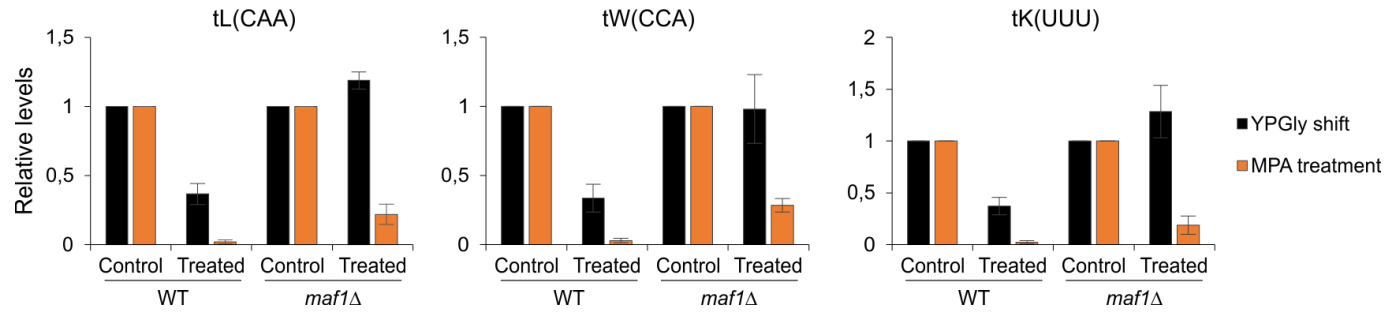 tL(CAA)
Relative levels
1,5
1
0,5
0
Control Treated Control Treated
WT maf1Δ
tW(CCA)
1,5
1
0,5
0
Control Treated Control Treated
WT maf1Δ
tK(UUU)
2
1,5
1
0,5
0
Control Treated Control Treated
WT maf1Δ
YPGly shift
MPA treatment